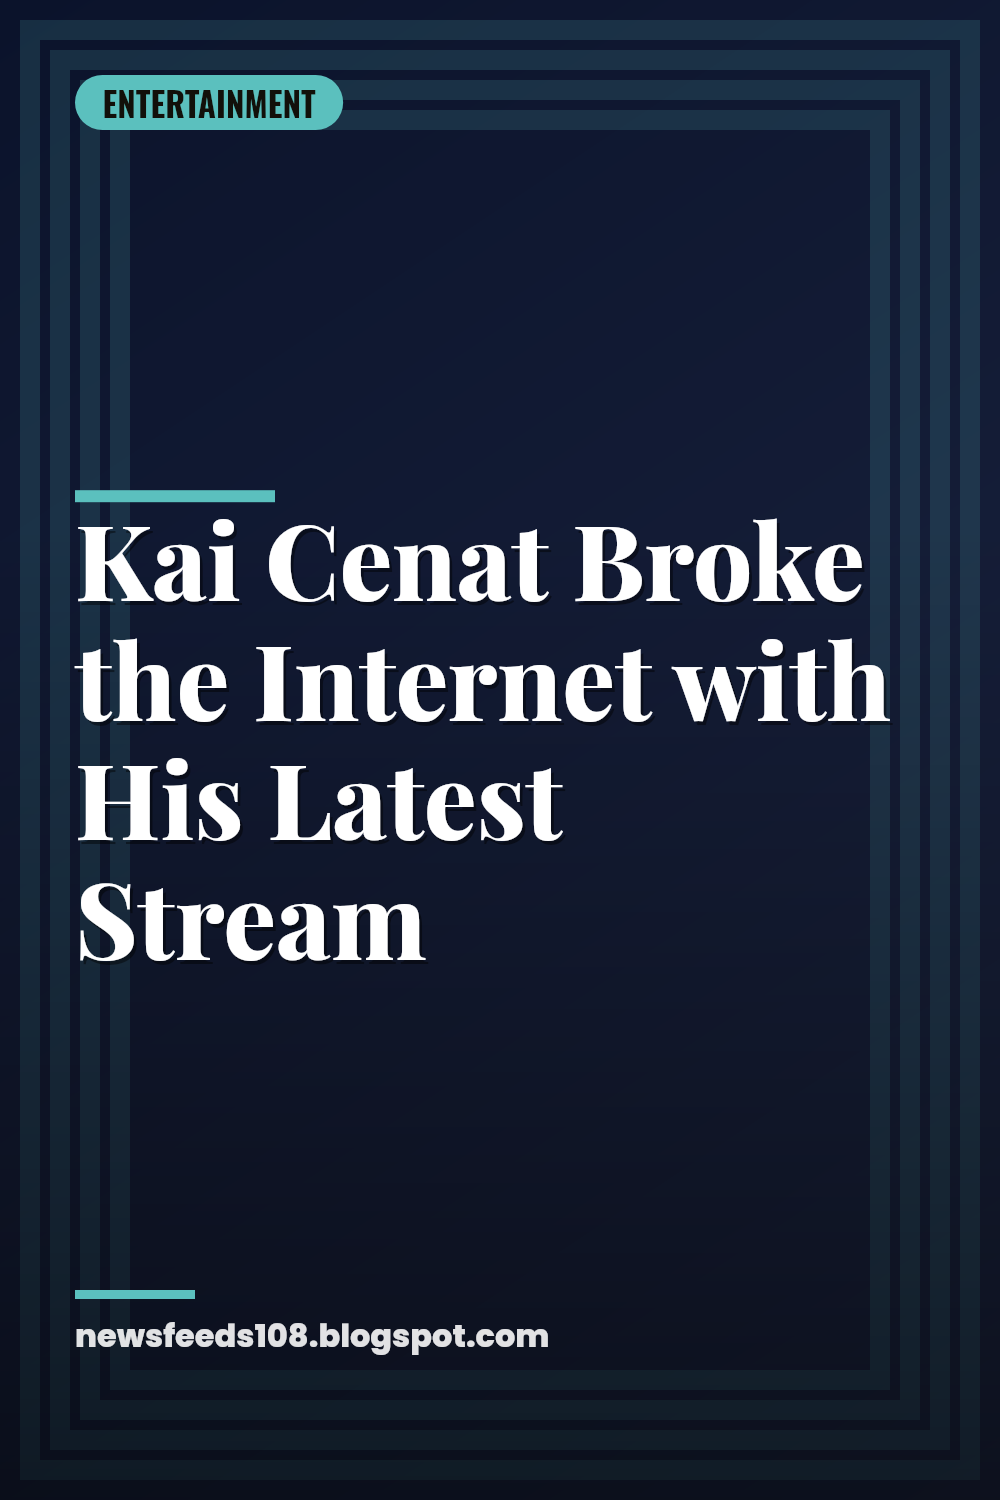 ENTERTAINMENT
Kai Cenat Broke
the Internet with
His Latest
Stream
newsfeeds108.blogspot.com